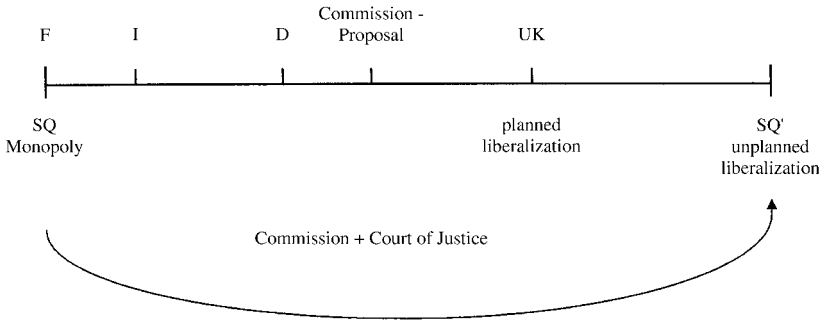 Commission -
F I D Proposal UK
SQ planned SQ'
Monopoly liberalization unplanned
liberalization
Commission + Court of Justice